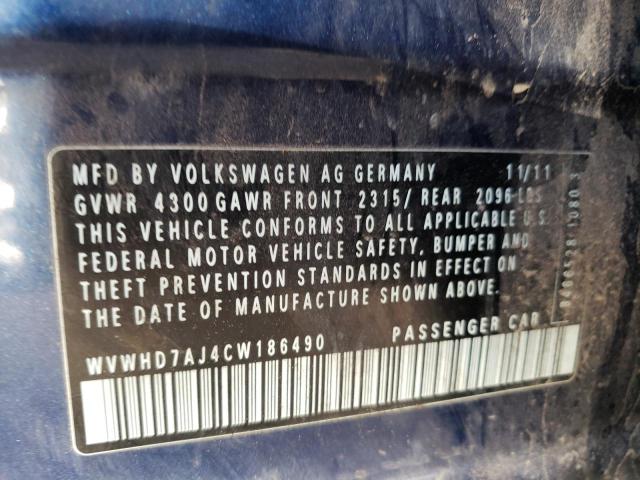 MFD BY VOLKSWAGEN AG GERMANY 11/11
GVWR 4300 GAWR FRONT 2315/ REAR 2096 LBS
THIS VEHICLE CONFORMS TO ALL APPLICABLE U.S.
FEDERAL MOTOR VEHICLE SAFETY, BUMPER AND
THEFT PREVENTION STANDARDS IN EFFECT ON
THE DATE OF MANUFACTURE SHOWN ABOVE.
WVWHD7AJ4CW186490 PASSENGER CAR